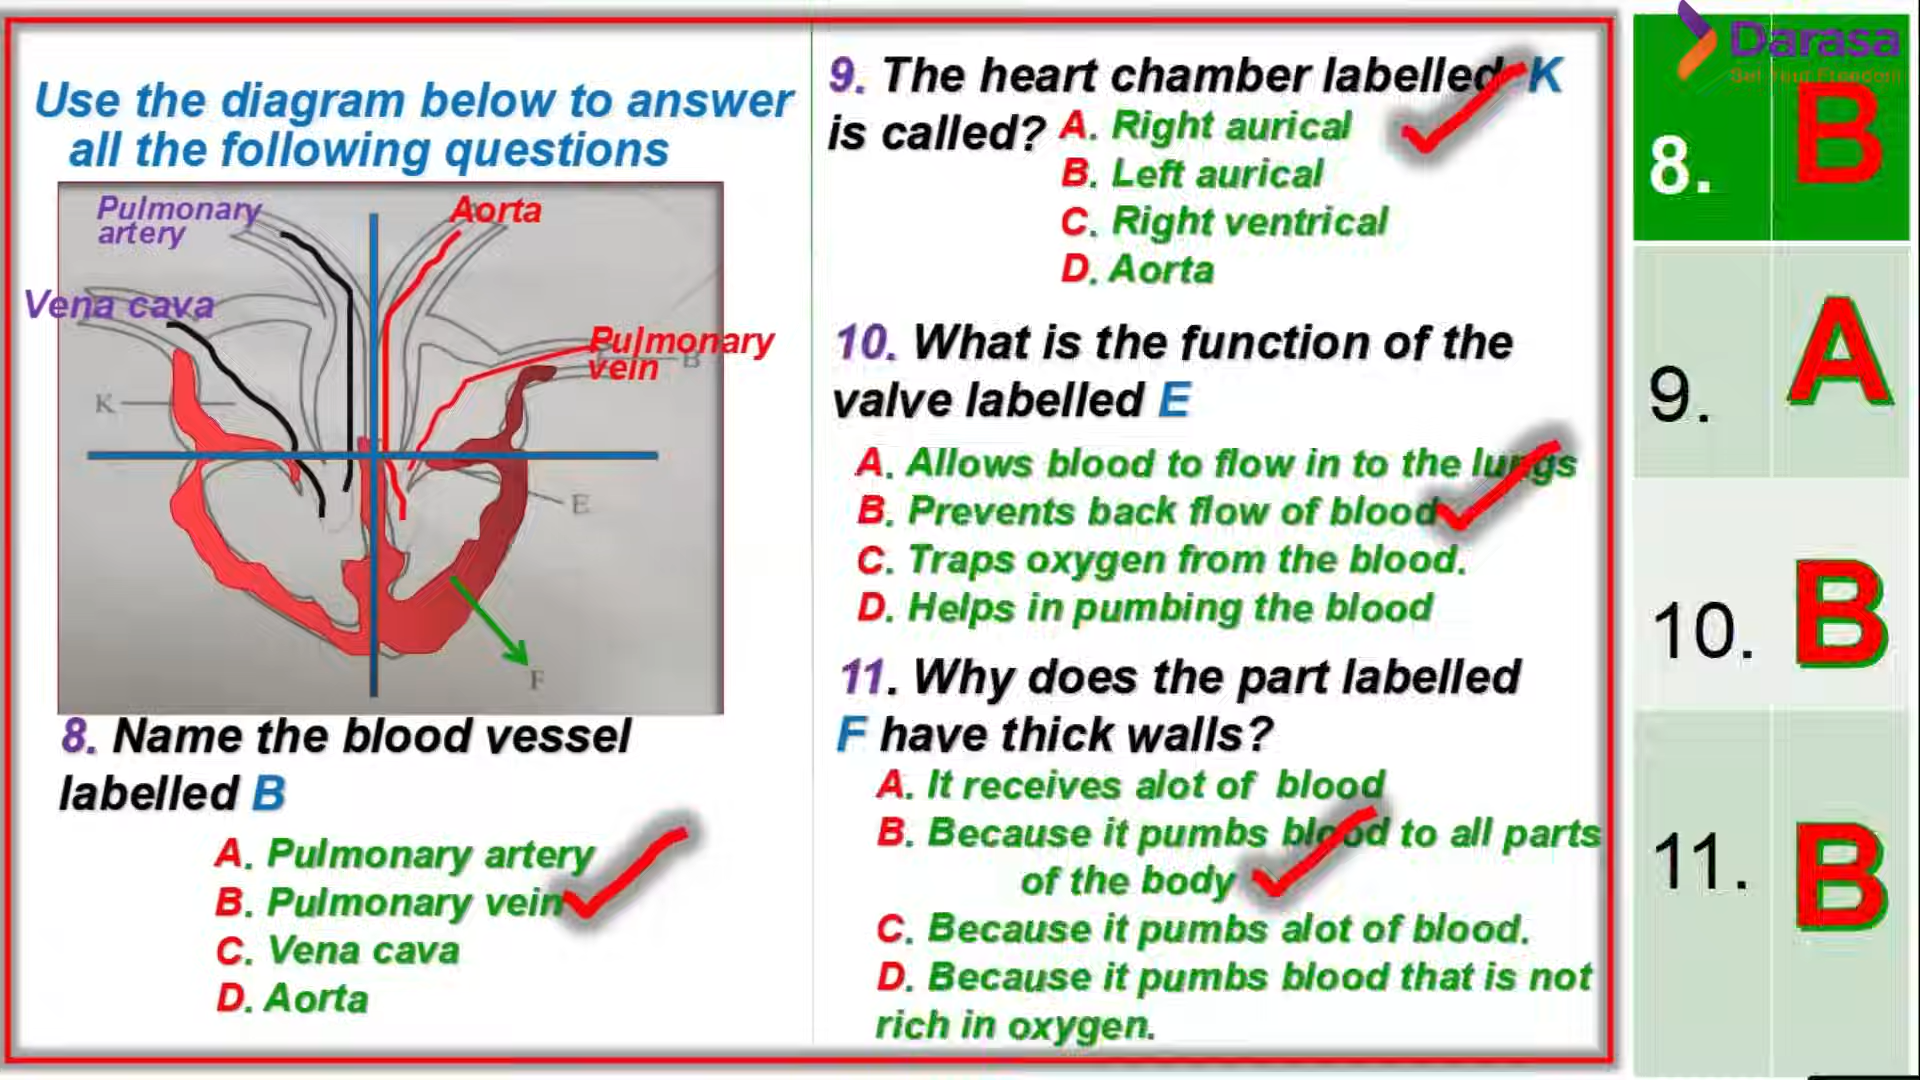 Use the diagram below to answer
all the following questions
Pulmonary
artery
Aorta
Vena cava
Pulmonary
vein
B
K
E
F
8. Name the blood vessel
labelled B
A. Pulmonary artery
B. Pulmonary vein
C. Vena cava
D. Aorta
9. The heart chamber labelled K
is called?
A. Right aurical
B. Left aurical
C. Right ventrical
D. Aorta
10. What is the function of the
valve labelled E
A. Allows blood to flow in to the lungs
B. Prevents back flow of blood
C. Traps oxygen from the blood.
D. Helps in pumbing the blood
11. Why does the part labelled
F have thick walls?
A. It receives alot of blood
B. Because it pumbs blood to all parts
of the body
C. Because it pumbs alot of blood.
D. Because it pumbs blood that is not
rich in oxygen.
Darasa
Get Your Freedom
8. B
9. A
10. B
11. B